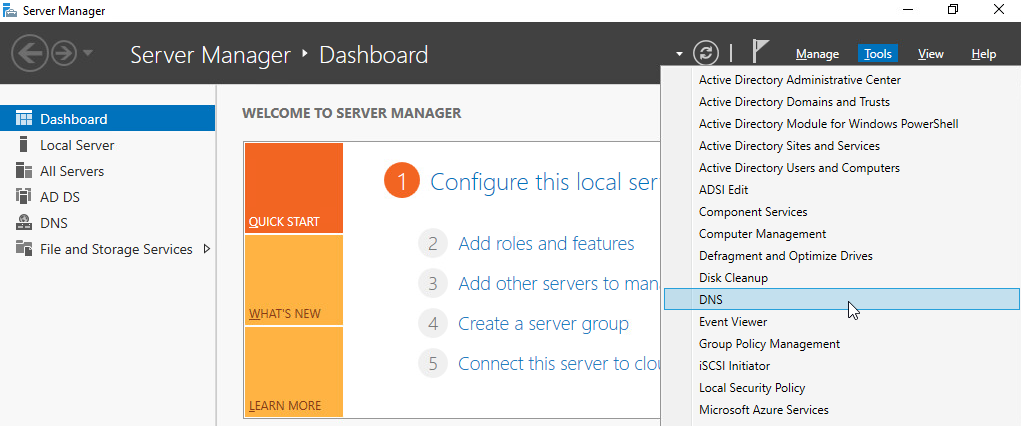 Server Manager
Server Manager ‣ Dashboard
Manage Tools View Help
Dashboard
Local Server
All Servers
AD DS
DNS
File and Storage Services
WELCOME TO SERVER MANAGER
QUICK START
WHAT'S NEW
LEARN MORE
1 Configure this local ser
2 Add roles and features
3 Add other servers to man
4 Create a server group
5 Connect this server to clou
Active Directory Administrative Center
Active Directory Domains and Trusts
Active Directory Module for Windows PowerShell
Active Directory Sites and Services
Active Directory Users and Computers
ADSI Edit
Component Services
Computer Management
Defragment and Optimize Drives
Disk Cleanup
DNS
Event Viewer
Group Policy Management
iSCSI Initiator
Local Security Policy
Microsoft Azure Services